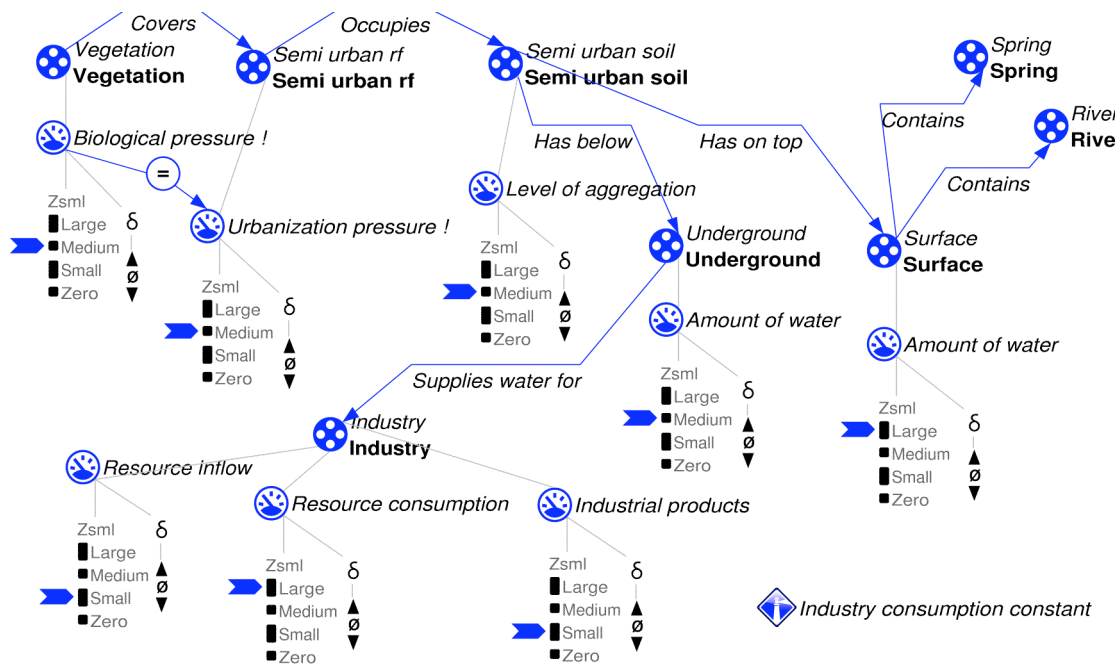 Covers
Occupies
Vegetation
Vegetation
Semi urban rf
Semi urban rf
Semi urban soil
Semi urban soil
Spring
Spring
River
Rive
Contains
Contains
Has below
Has on top
Biological pressure !
=
Zsml
Large
Medium
Small
Zero
δ
ø
Urbanization pressure !
Zsml
Large
Medium
Small
Zero
δ
ø
Level of aggregation
Zsml
Large
Medium
Small
Zero
δ
ø
Underground
Underground
Surface
Surface
Amount of water
Zsml
Large
Medium
Small
Zero
δ
ø
Amount of water
Zsml
Large
Medium
Small
Zero
δ
ø
Supplies water for
Industry
Industry
Resource inflow
Zsml
Large
Medium
Small
Zero
δ
ø
Resource consumption
Zsml
Large
Medium
Small
Zero
δ
ø
Industrial products
Zsml
Large
Medium
Small
Zero
δ
ø
Industry consumption constant